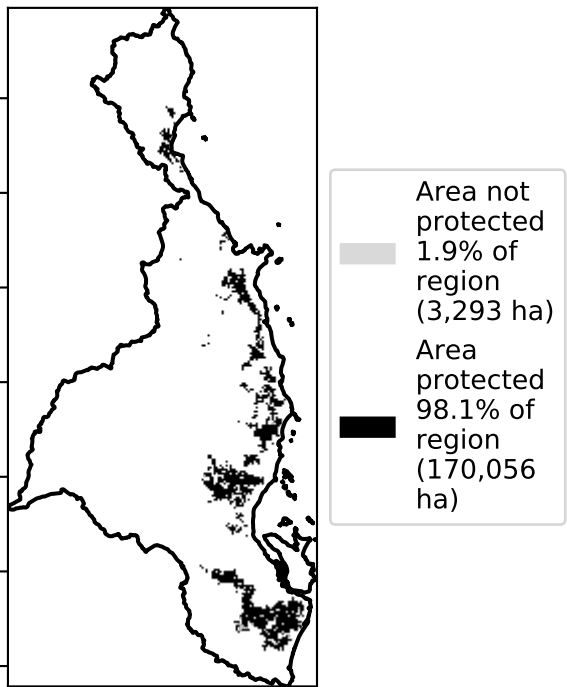 Area not
protected
1.9% of
region
(3,293 ha)
Area
protected
98.1% of
region
(170,056
ha)